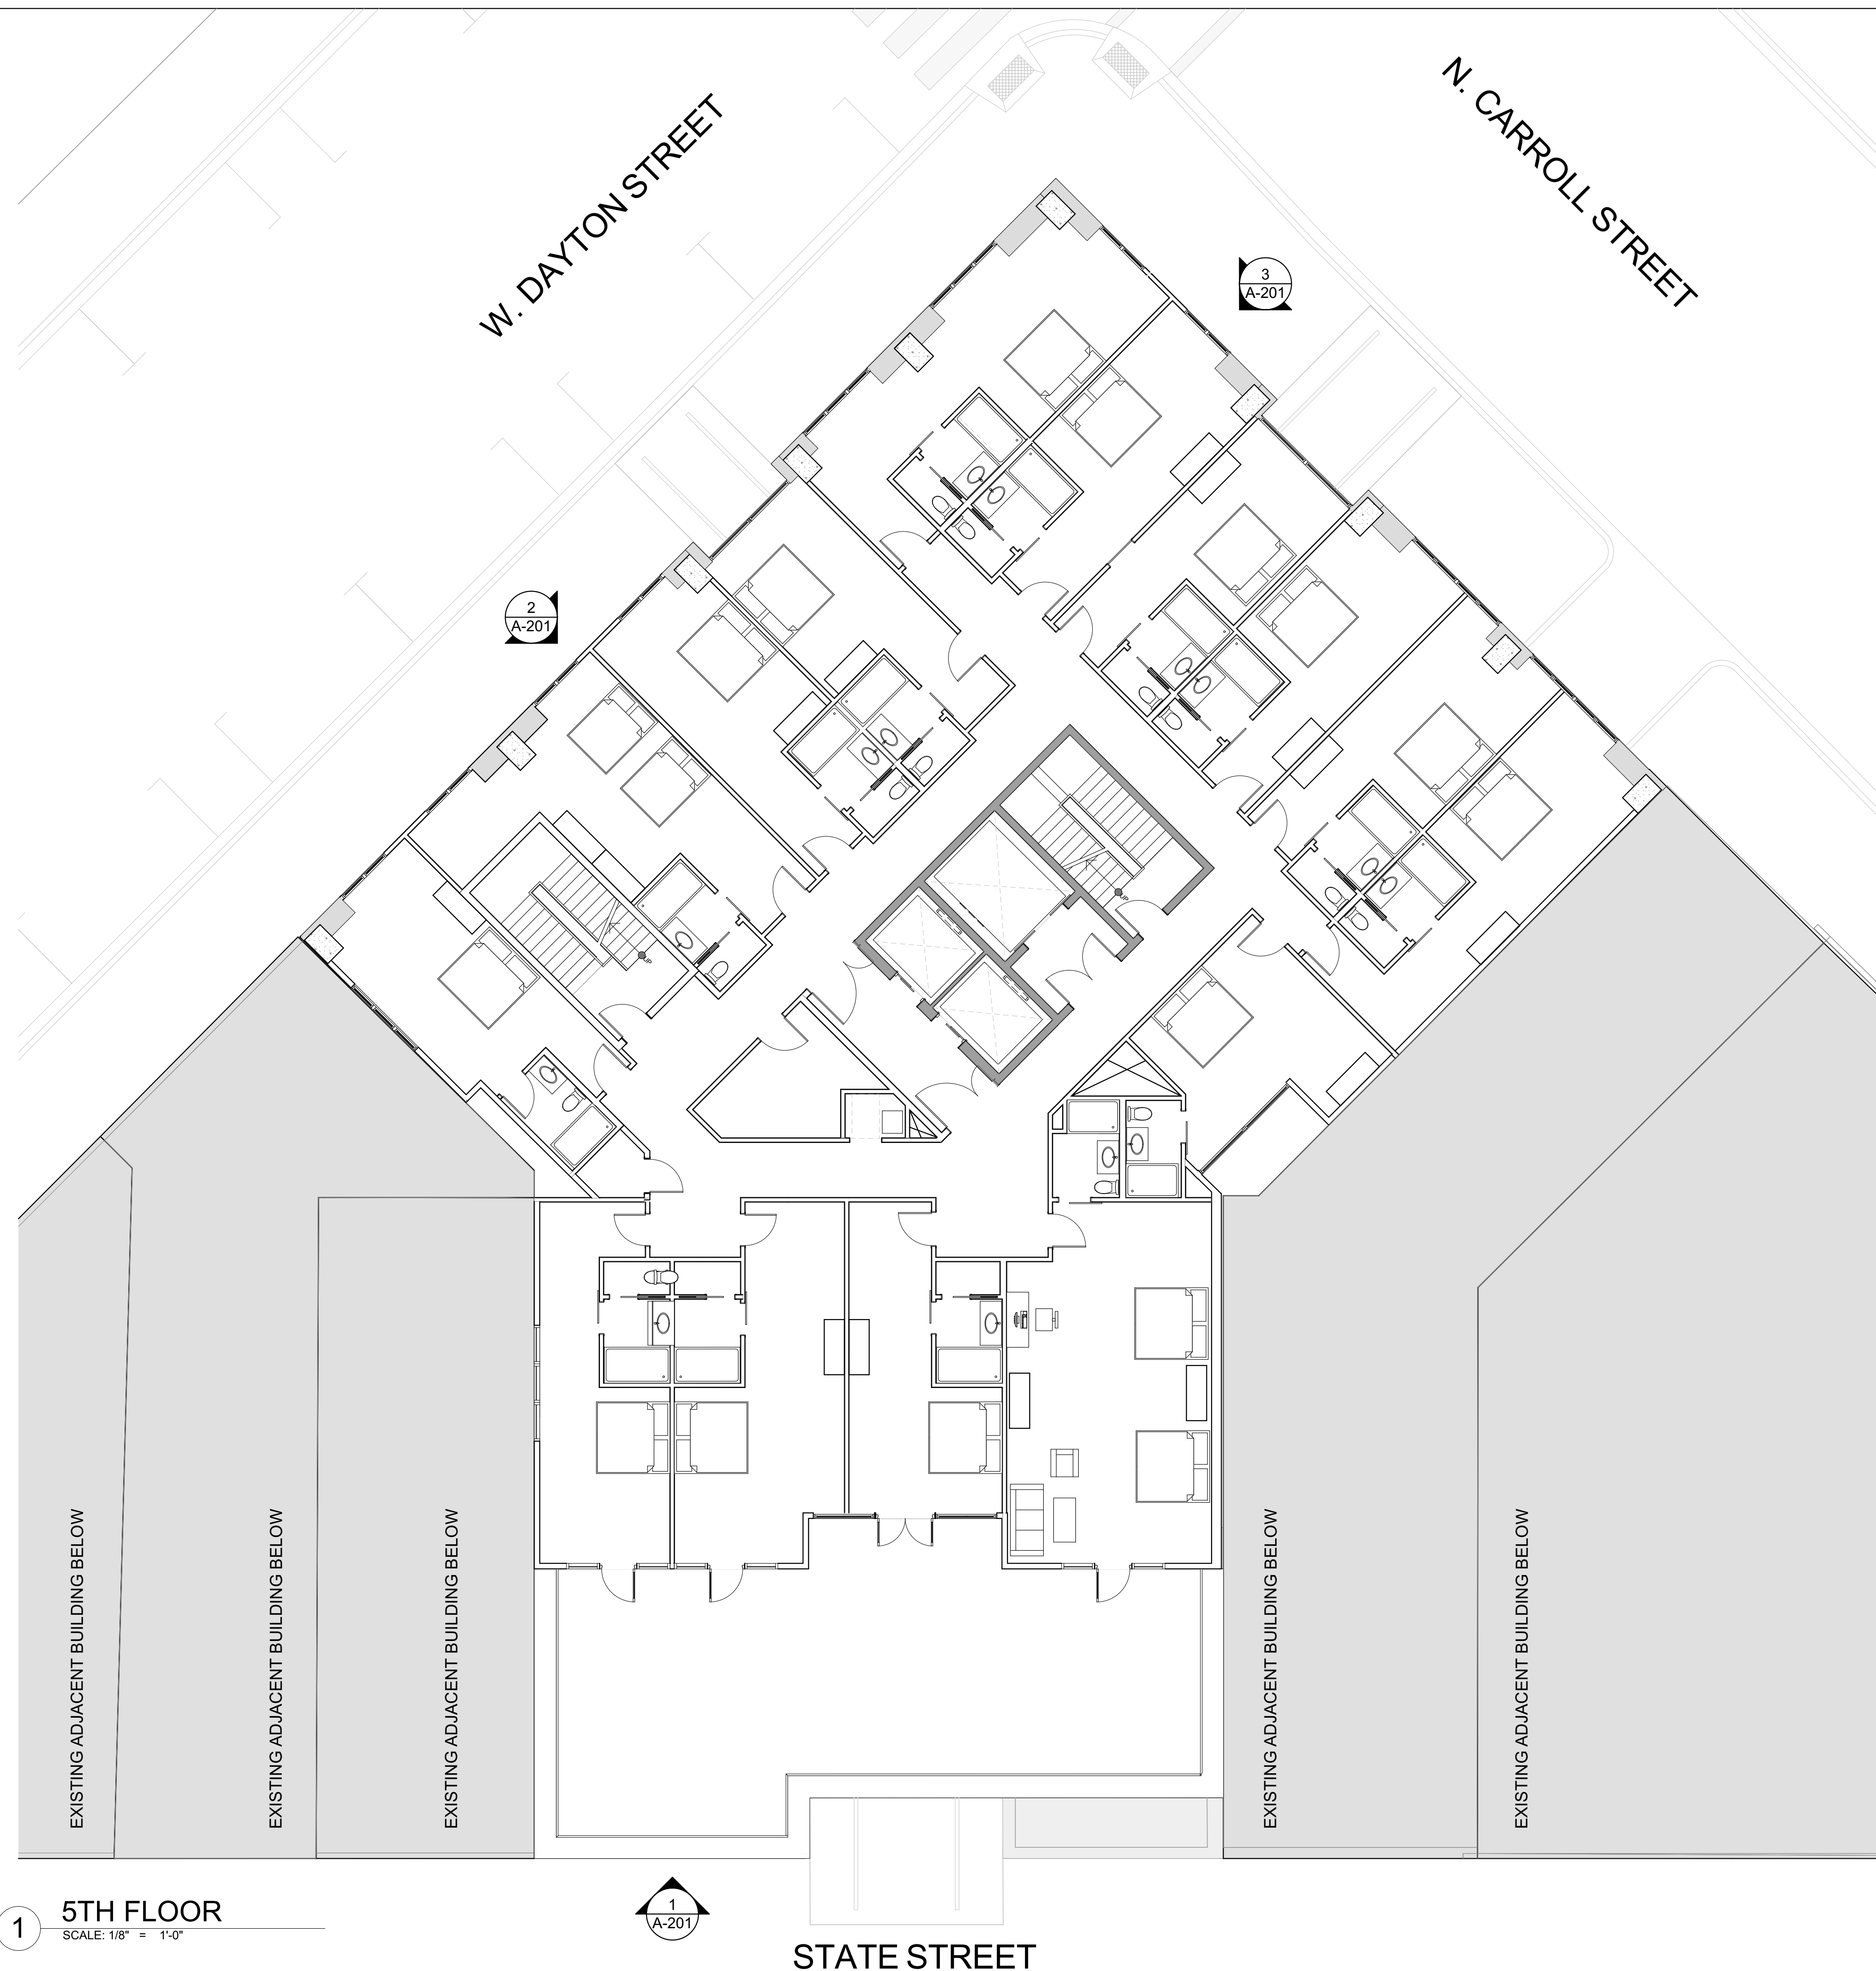 W. DAYTON STREET
N. CARROLL STREET
3
A-201
2
A-201
UP
UP
EXISTING ADJACENT BUILDING BELOW
EXISTING ADJACENT BUILDING BELOW
EXISTING ADJACENT BUILDING BELOW
EXISTING ADJACENT BUILDING BELOW
EXISTING ADJACENT BUILDING BELOW
1
5TH FLOOR
SCALE: 1/8" = 1'-0"
1
A-201
STATE STREET